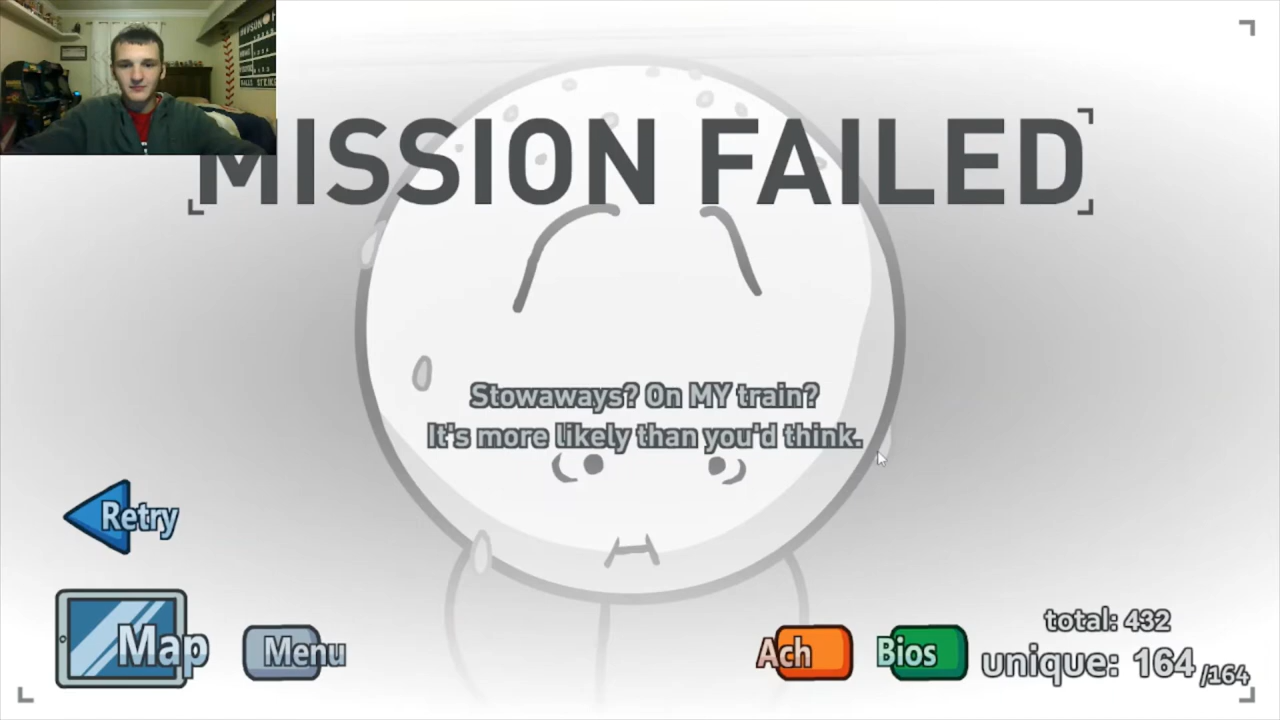 MISSION FAILED
Stowaways? On MY train?
It's more likely than you'd think.
Retry
Map
Menu
Ach
Bios
total: 432
unique: 164 /164